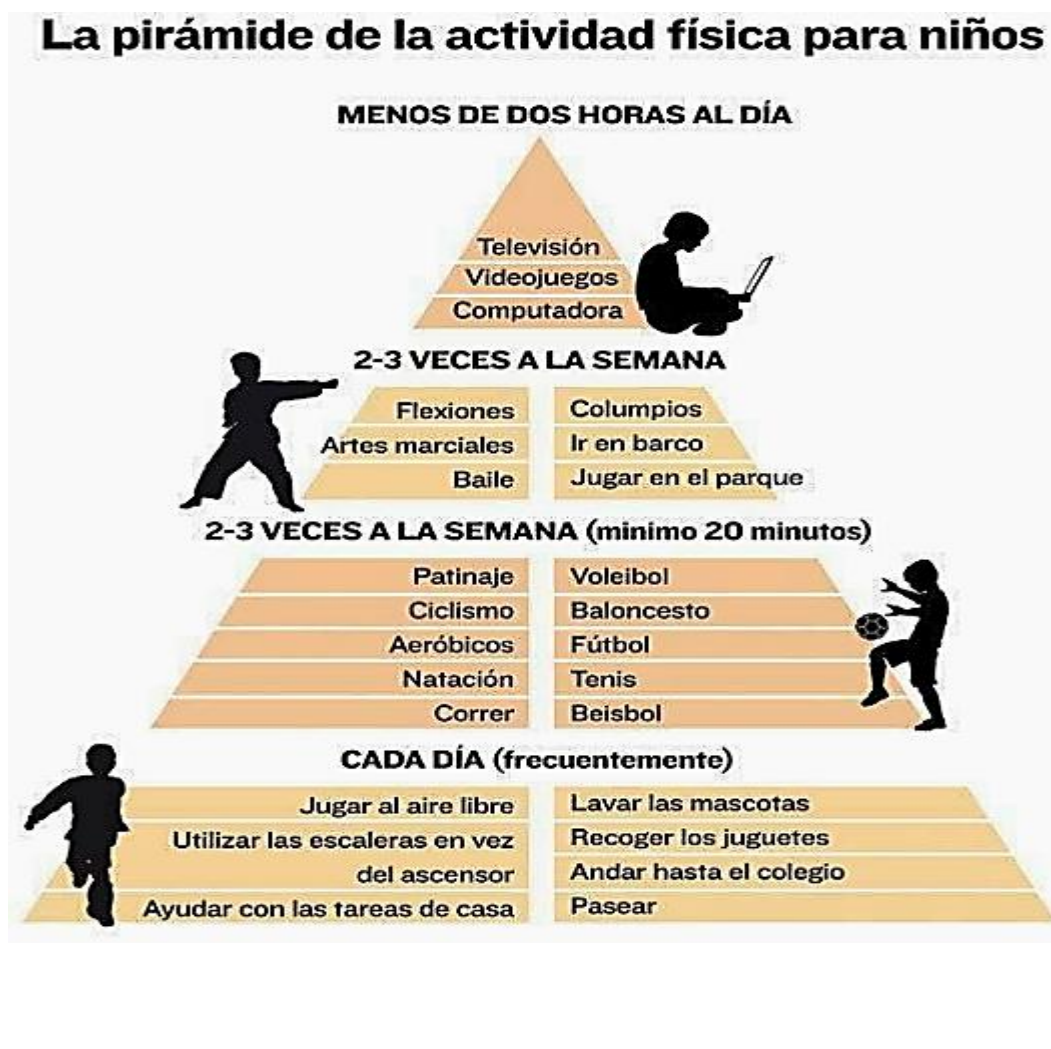 La pirámide de la actividad física para niños
MENOS DE DOS HORAS AL DÍA
Televisión
Videojuegos
Computadora
2-3 VECES A LA SEMANA
Flexiones
Artes marciales
Baile
Columpios
Ir en barco
Jugar en el parque
2-3 VECES A LA SEMANA (minimo 20 minutos)
Patinaje
Ciclismo
Aeróbicos
Natación
Correr
Voleibol
Baloncesto
Fútbol
Tenis
Beisbol
CADA DÍA (frecuentemente)
Jugar al aire libre
Utilizar las escaleras en vez
del ascensor
Ayudar con las tareas de casa
Lavar las mascotas
Recoger los juguetes
Andar hasta el colegio
Pasear